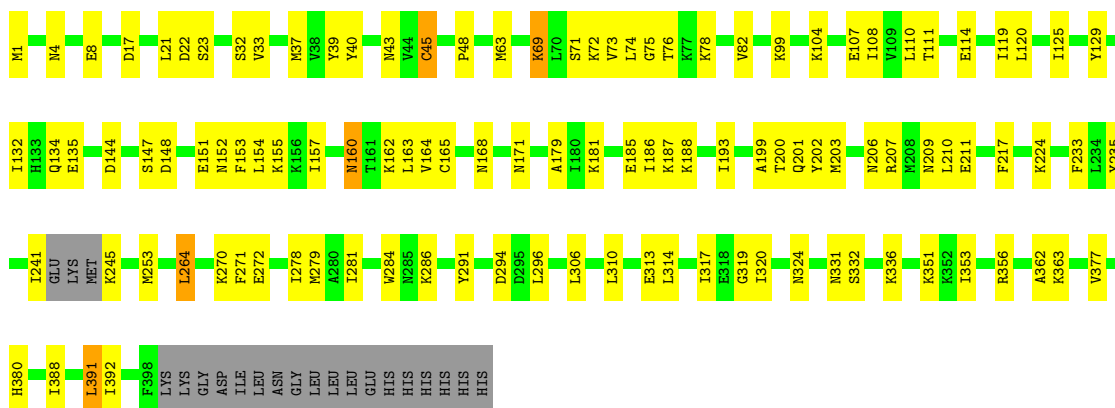 M1 N4 E8 D17 L21 D22 S23 S32 V33 M37 V38 Y39 Y40 N43 V44 C45 P48 M63 K69 L70 S71 K72 V73 L74 G75 T76 K77 K78 V82 K99 K104 E107 I108 V109 L110 T111 E114 I119 L120 I125 Y129
I132 H133 Q134 E135 D144 S147 D148 E151 N152 F153 L154 K155 K156 I157 N160 T161 K162 L163 V164 C165 N168 N171 A179 I180 K181 E185 I186 K187 K188 I193 A199 T200 Q201 Y202 M203 N206 R207 M208 N209 L210 E211 F217 K224 F233 L234 Y235
I241 GLU LYS MET K245 M253 L264 K270 F271 E272 I278 M279 A280 I281 W284 N285 K286 Y291 D294 D295 L296 L306 L310 E313 L314 I317 E318 G319 I320 N324 N331 S332 K336 K351 K352 I353 R356 A362 K363 V377
H380 I388 L391 I392 F398 LYS LYS GLY ASP ILE LEU ASN GLY LEU LEU LEU GLU HIS HIS HIS HIS HIS HIS